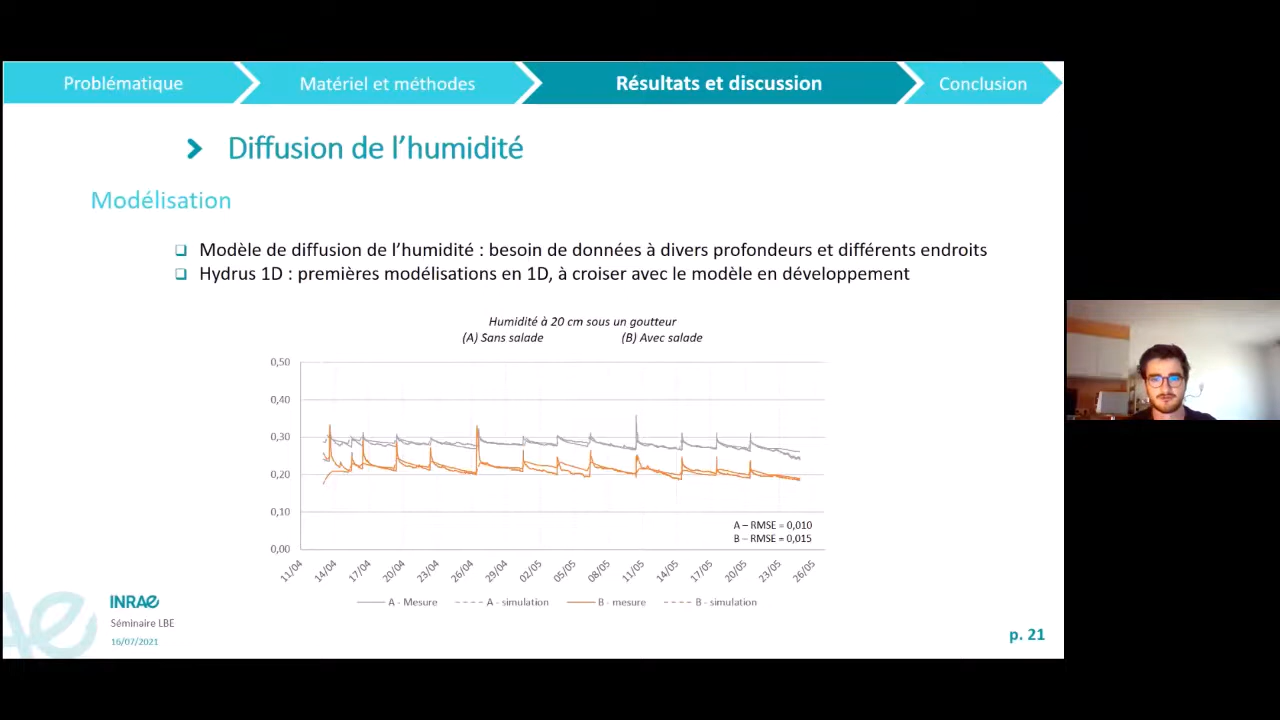 Problématique
Matériel et méthodes
Résultats et discussion
Conclusion
Diffusion de l’humidité
Modélisation
Modèle de diffusion de l’humidité : besoin de données à divers profondeurs et différents endroits
Hydrus 1D : premières modélisations en 1D, à croiser avec le modèle en développement
Humidité à 20 cm sous un goutteur
(A) Sans salade (B) Avec salade
0,50
0,40
0,30
0,20
0,10
0,00
A – RMSE = 0,010
B – RMSE = 0,015
11/04 14/04 17/04 20/04 23/04 26/04 29/04 02/05 05/05 08/05 11/05 14/05 17/05 20/05 23/05 26/05
A - Mesure A - simulation B - mesure B - simulation
INRAE
Séminaire LBE
16/07/2021
p. 21